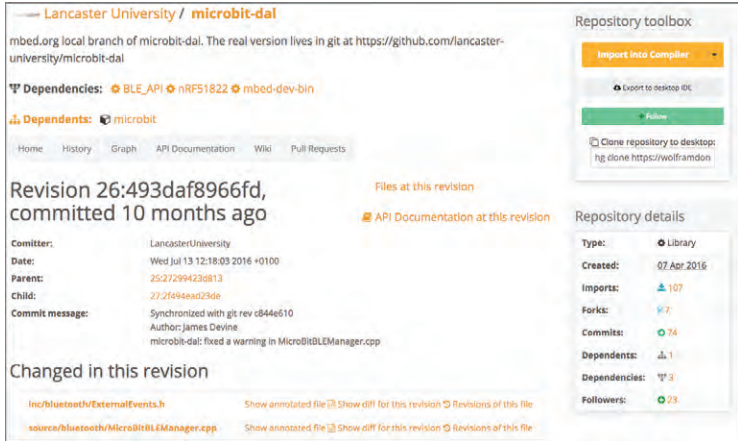 Lancaster University / microbit-dal
mbed.org local branch of microbit-dal. The real version lives in git at https://github.com/lancaster-
university/microbit-dal
Dependencies: BLE_API nRF51822 mbed-dev-bin
Dependents: microbit
Home History Graph API Documentation Wiki Pull Requests
Revision 26:493daf8966fd,
committed 10 months ago
Files at this revision
API Documentation at this revision
Comitter: LancasterUniversity
Date: Wed Jul 13 12:18:03 2016 +0100
Parent: 25:27299423d813
Child: 27:2f494ead23de
Commit message: Synchronized with git rev c844e610
Author: James Devine
microbit-dal: fixed a warning in MicroBitBLEManager.cpp
Changed in this revision
inc/bluetooth/ExternalEvents.h Show annotated file Show diff for this revision Revisions of this file
source/bluetooth/MicroBitBLEManager.cpp Show annotated file Show diff for this revision Revisions of this file
Repository toolbox
Import into Compiler
Export to desktop IDE
Follow
Clone repository to desktop:
hg clone https://wolframdon
Repository details
Type: Library
Created: 07 Apr 2016
Imports: 107
Forks: 7
Commits: 74
Dependents: 1
Dependencies: 3
Followers: 23